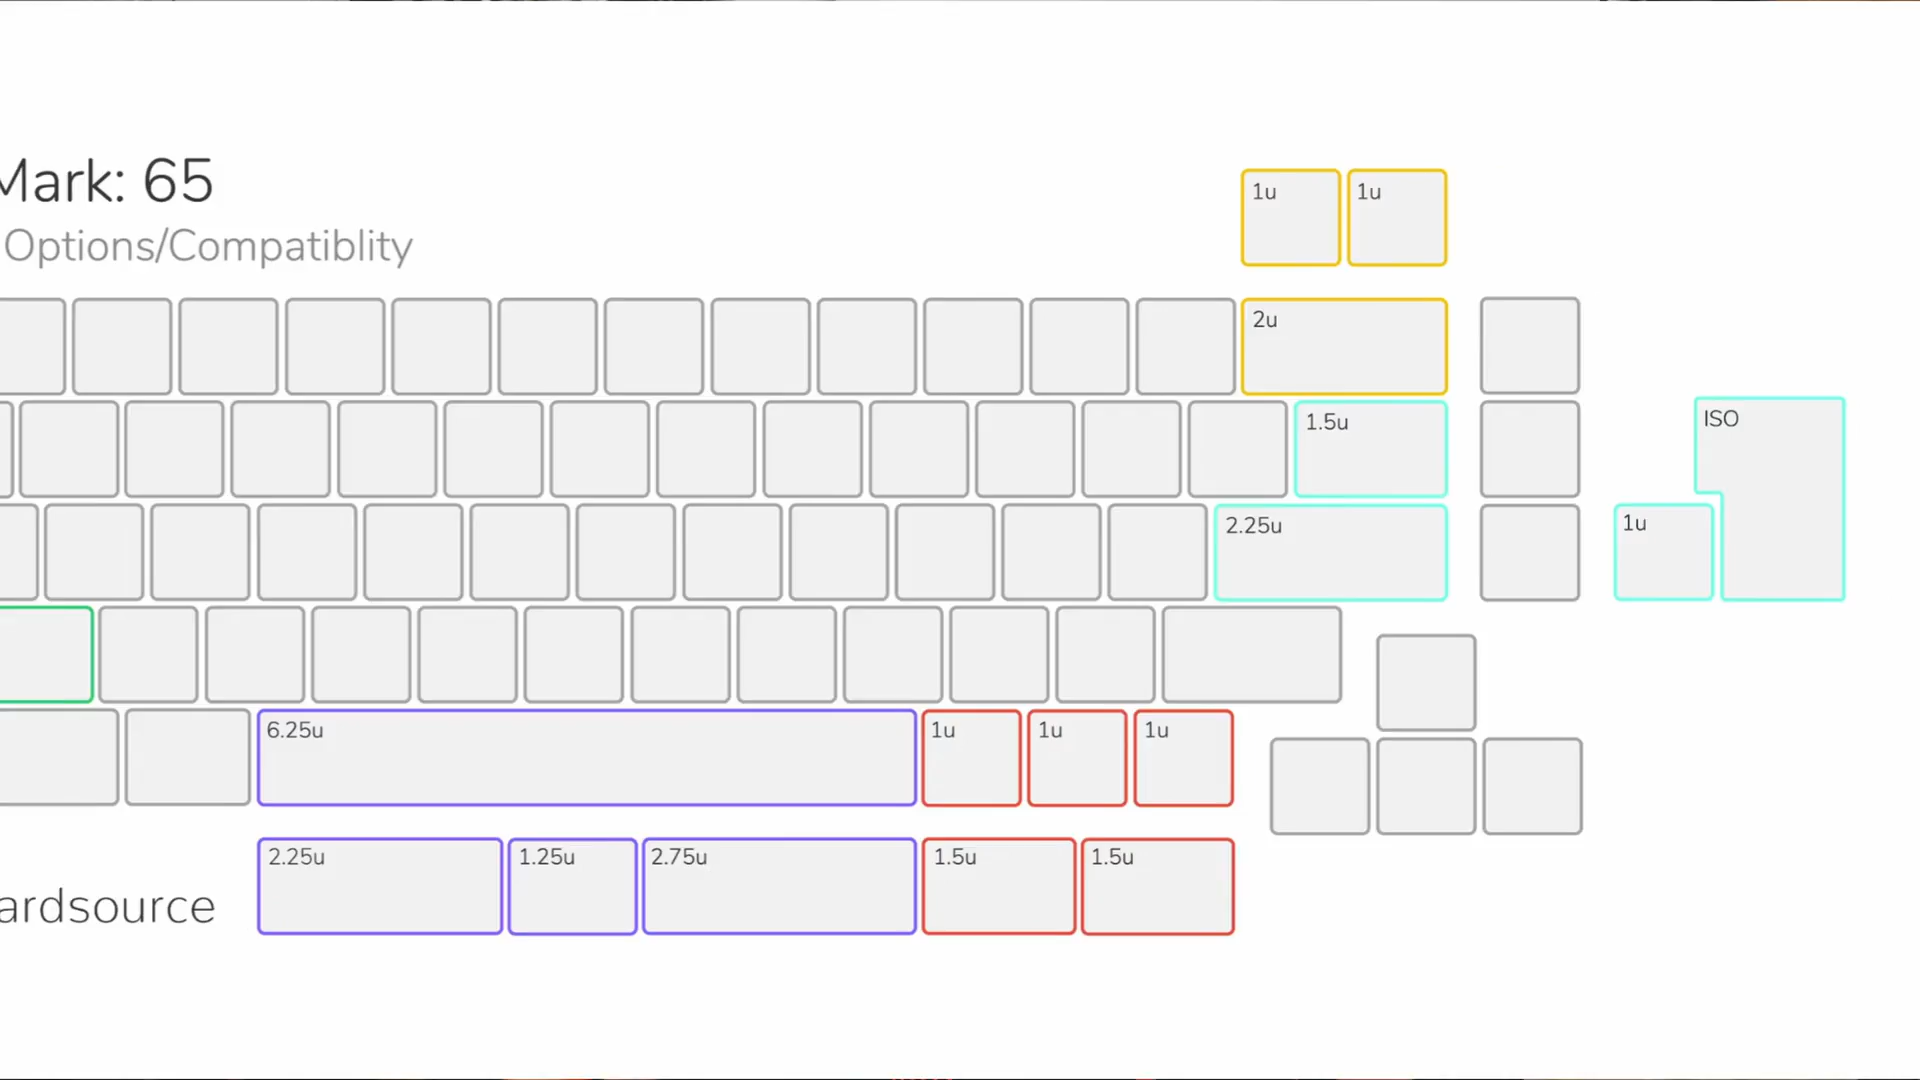 Mark: 65
Options/Compatiblity
1u 1u
2u
1.5u
ISO
2.25u
1u
6.25u 1u 1u 1u
2.25u 1.25u 2.75u 1.5u 1.5u
ardsource